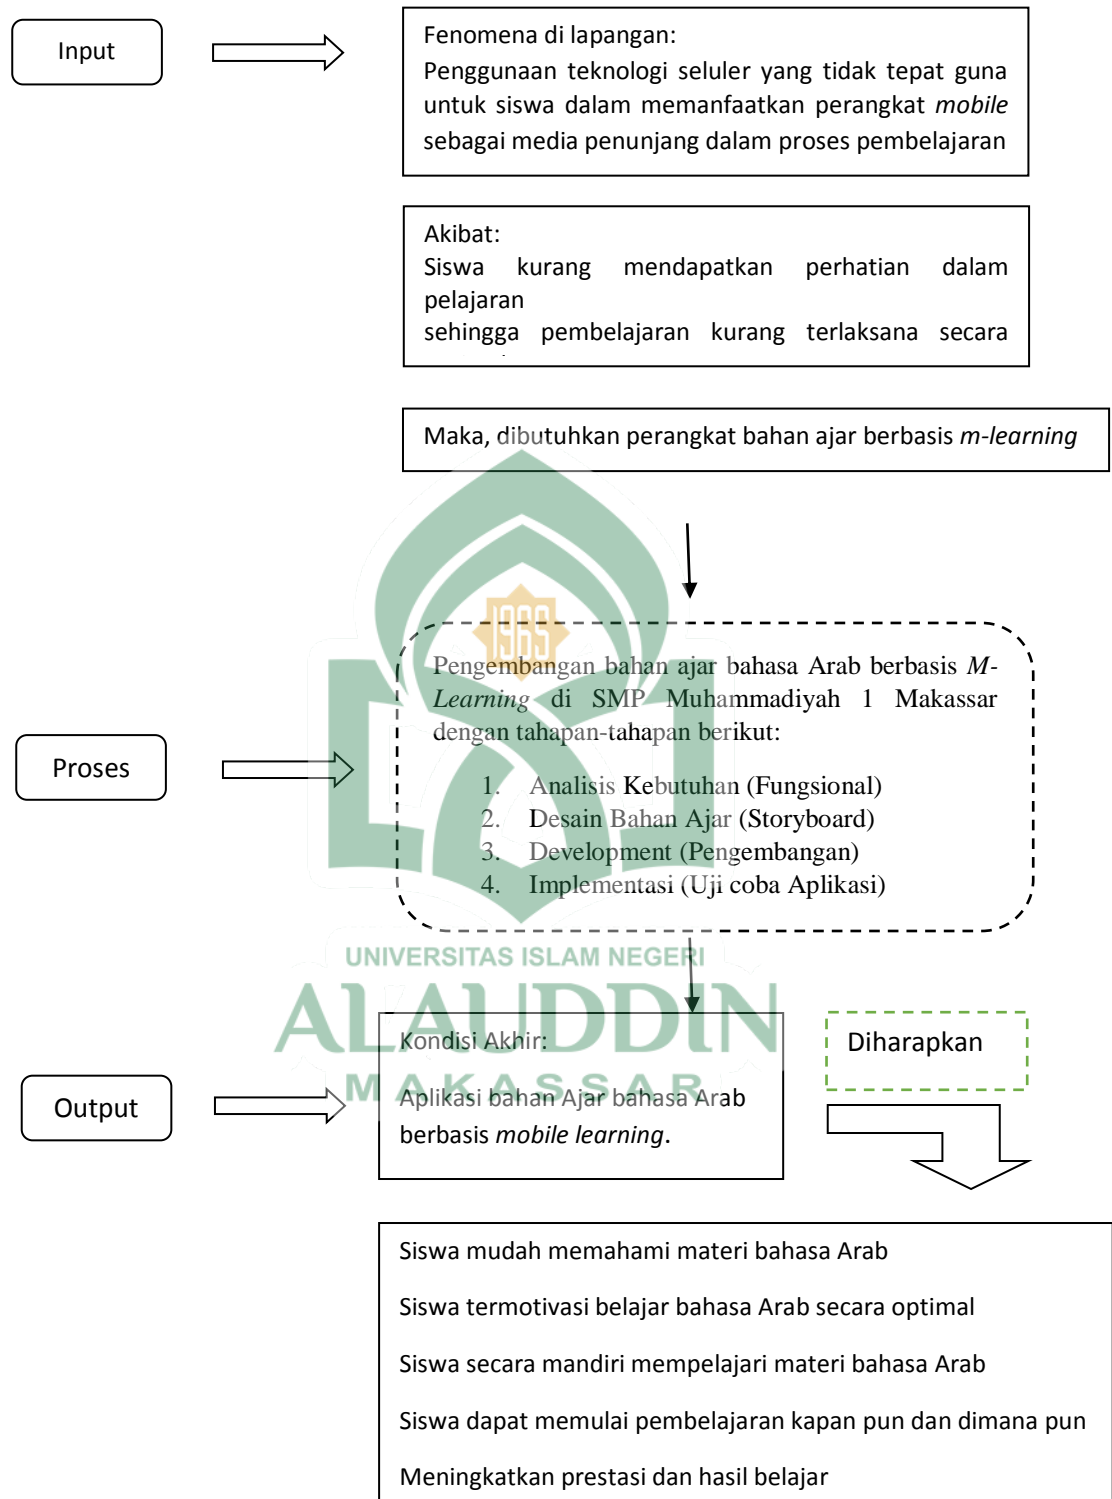 Input
Fenomena di lapangan:
Penggunaan teknologi seluler yang tidak tepat guna
untuk siswa dalam memanfaatkan perangkat mobile
sebagai media penunjang dalam proses pembelajaran
Akibat:
Siswa kurang mendapatkan perhatian dalam
pelajaran
sehingga pembelajaran kurang terlaksana secara
Maka, dibutuhkan perangkat bahan ajar berbasis m-learning
1965
Proses
Pengembangan bahan ajar bahasa Arab berbasis M-
Learning di SMP Muhammadiyah 1 Makassar
dengan tahapan-tahapan berikut:
1. Analisis Kebutuhan (Fungsional)
2. Desain Bahan Ajar (Storyboard)
3. Development (Pengembangan)
4. Implementasi (Uji coba Aplikasi)
UNIVERSITAS ISLAM NEGERI
ALAUDDIN
MAKASSAR
Output
Kondisi Akhir:
Aplikasi bahan Ajar bahasa Arab
berbasis mobile learning.
Diharapkan
Siswa mudah memahami materi bahasa Arab
Siswa termotivasi belajar bahasa Arab secara optimal
Siswa secara mandiri mempelajari materi bahasa Arab
Siswa dapat memulai pembelajaran kapan pun dan dimana pun
Meningkatkan prestasi dan hasil belajar